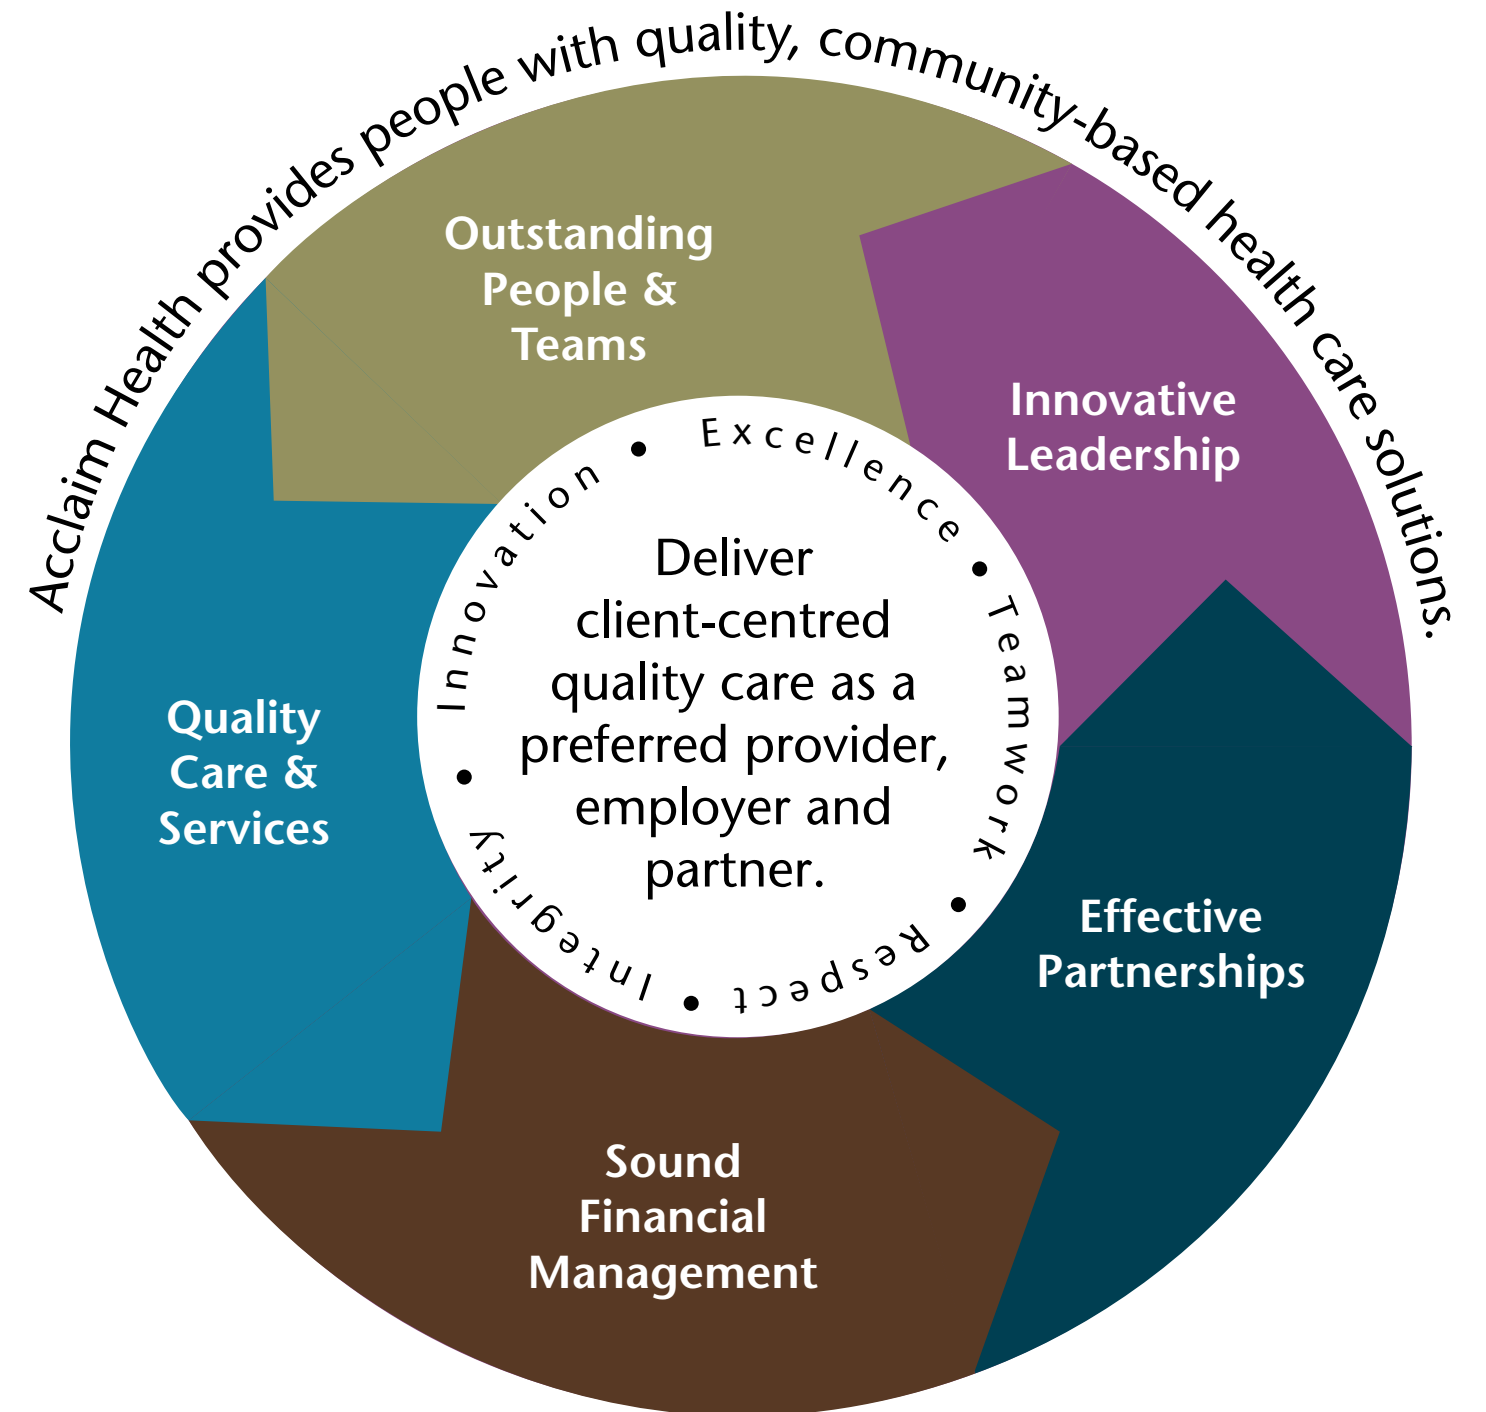 Acclaim Health provides people with quality, community-based health care solutions.
Outstanding
People &
Teams
Innovative
Leadership
Effective
Partnerships
Sound
Financial
Management
Quality
Care &
Services
Excellence • Teamwork • Respect • Integrity • Innovation •
Deliver
client-centred
quality care as a
preferred provider,
employer and
partner.